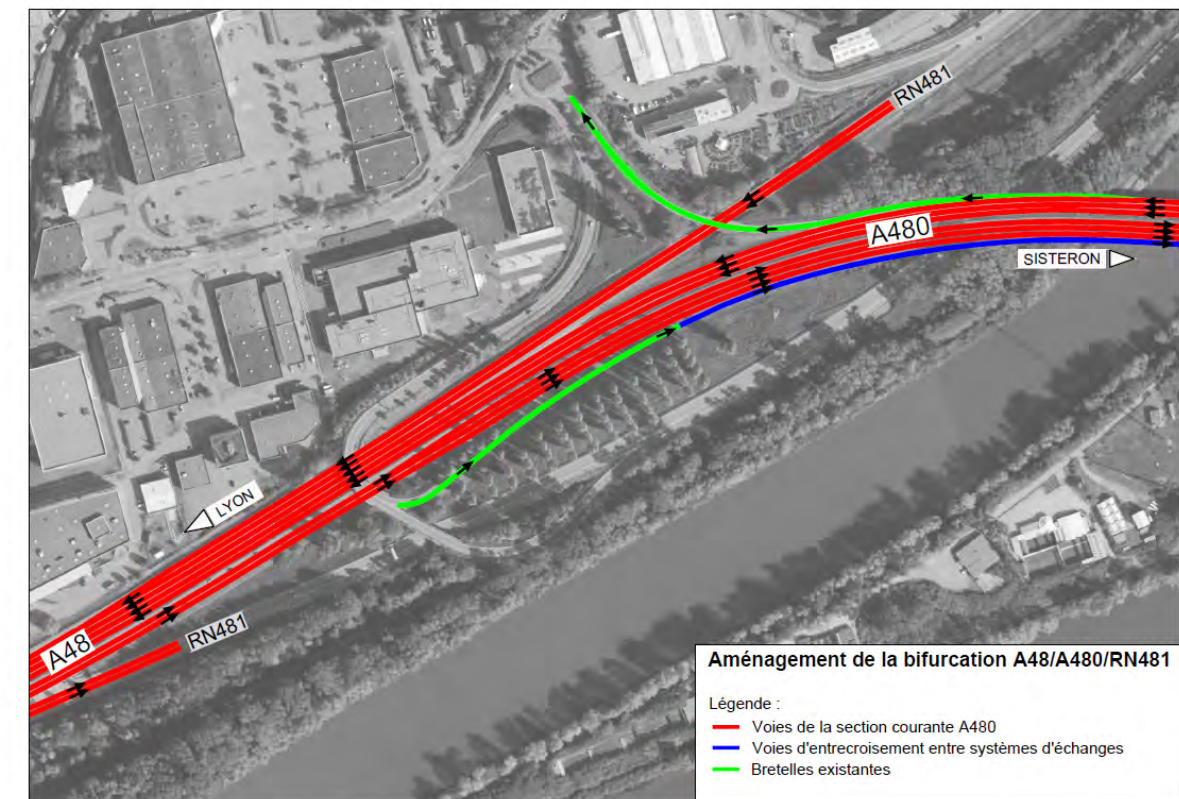 RN481
A480
SISTERON
LYON
A48
RN481
Aménagement de la bifurcation A48/A480/RN481
Légende :
Voies de la section courante A480
Voies d'entrecroisement entre systèmes d'échanges
Bretelles existantes